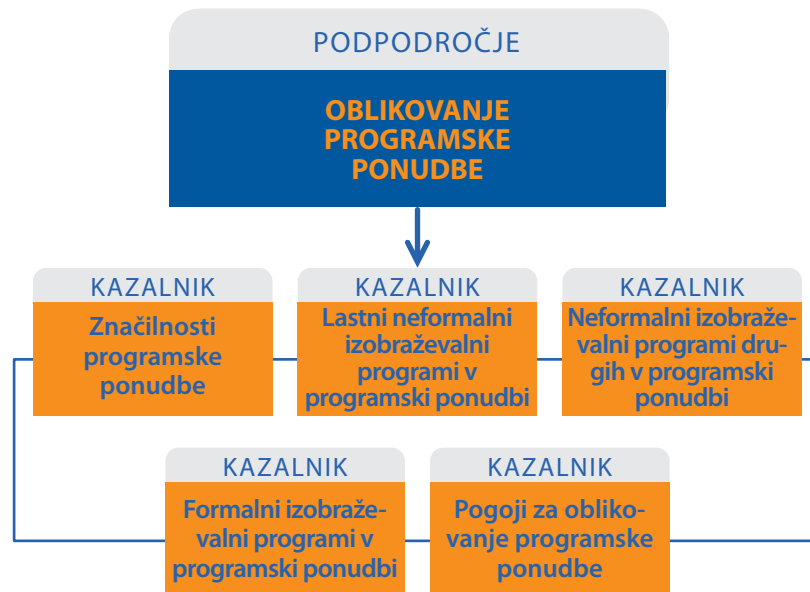 PODPODROČJE
OBLIKOVANJE
PROGRAMSKE
PONUDBE
KAZALNIK
Značilnosti
programske
ponudbe
KAZALNIK
Lastni neformalni
izobraževalni
programi v
programski ponudbi
KAZALNIK
Neformalni izobraže-
valni programi dru-
gih v programski
ponudbi
KAZALNIK
Formalni izobraže-
valni programi v
programski ponudbi
KAZALNIK
Pogoji za obliko-
vanje programske
ponudbe